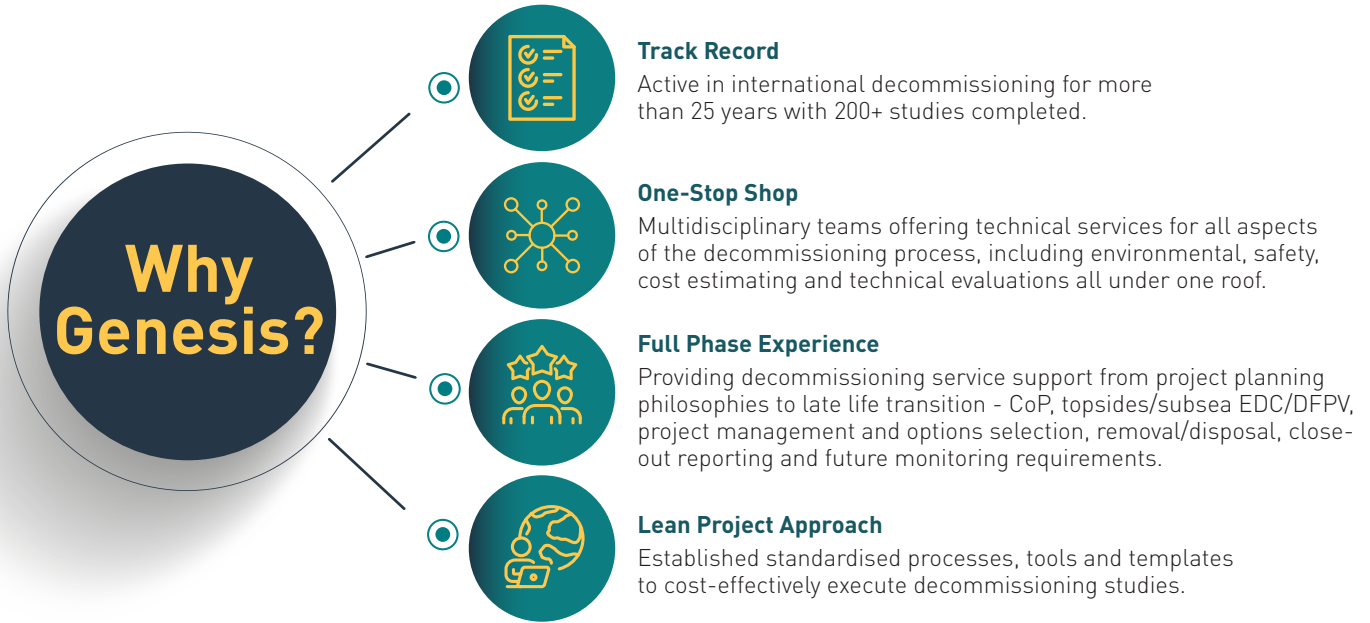 Why
Genesis?
Track Record
Active in international decommissioning for more
than 25 years with 200+ studies completed.
One-Stop Shop
Multidisciplinary teams offering technical services for all aspects
of the decommissioning process, including environmental, safety,
cost estimating and technical evaluations all under one roof.
Full Phase Experience
Providing decommissioning service support from project planning
philosophies to late life transition - CoP, topsides/subsea EDC/DFPV,
project management and options selection, removal/disposal, close-
out reporting and future monitoring requirements.
Lean Project Approach
Established standardised processes, tools and templates
to cost-effectively execute decommissioning studies.